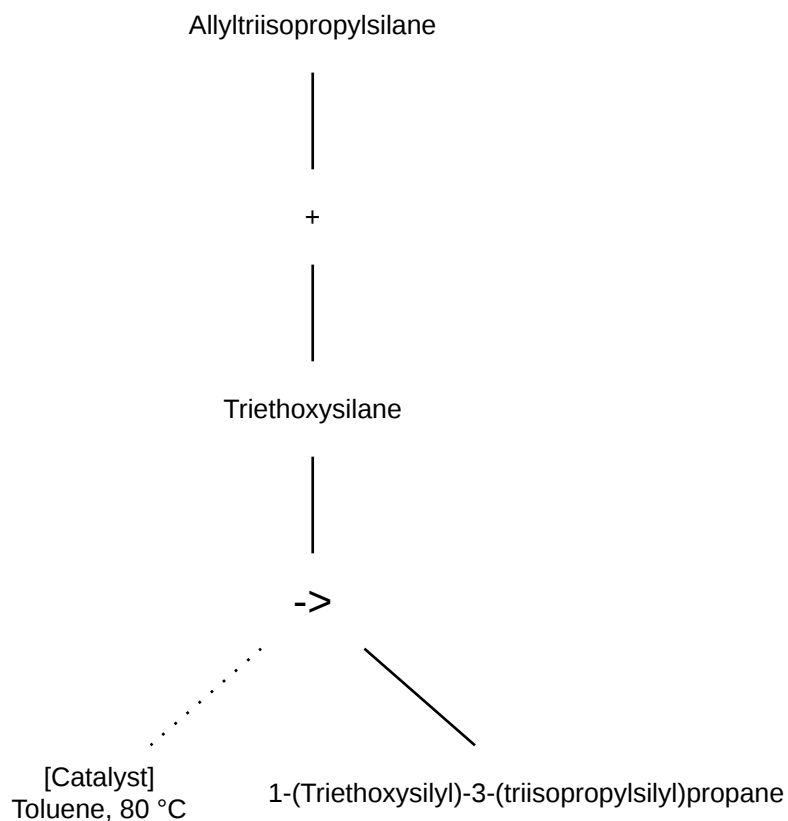 Allyltriisopropylsilane
+
Triethoxysilane
->
[Catalyst]
Toluene, 80 °C
1-(Triethoxysilyl)-3-(triisopropylsilyl)propane